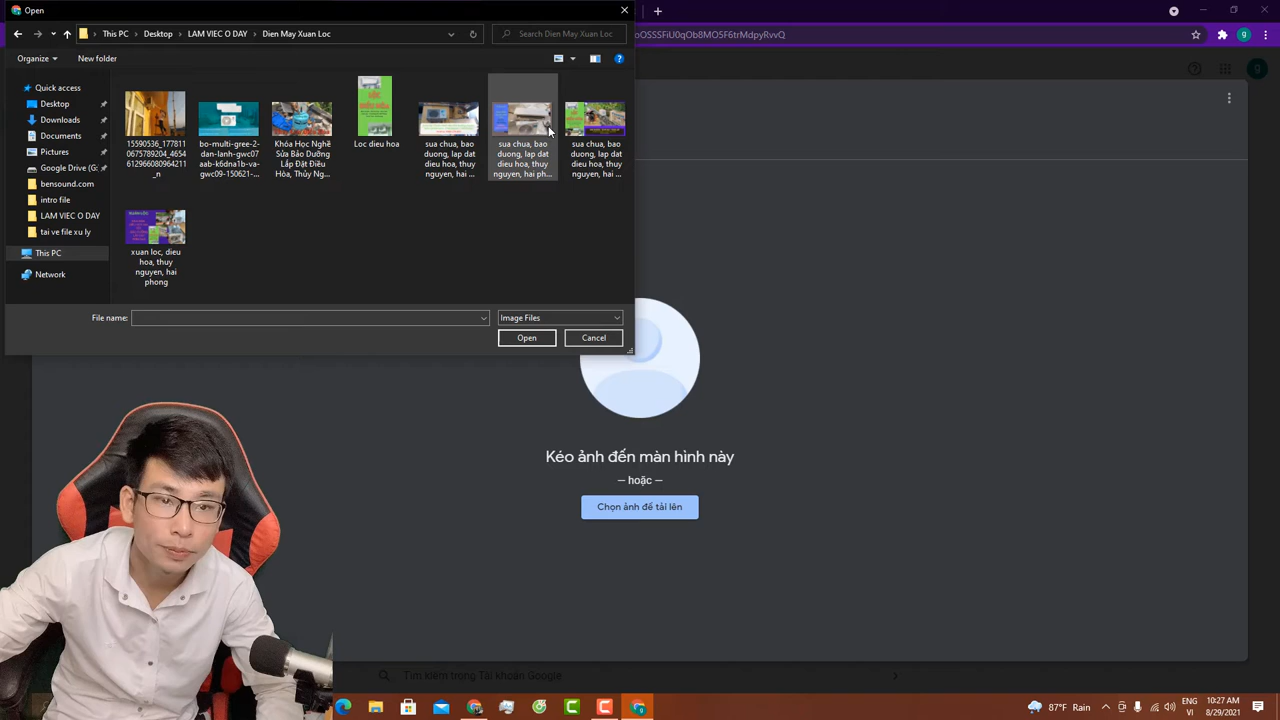 Open
This PC > Desktop > LAM VIEC O DAY > Dien May Xuan Loc
Search Dien May Xuan Loc
oOSSSFiU0qOb8MO5F6trMdpyRvvQ
g
Organize
New folder
g
Quick access
Desktop
Downloads
Documents
Pictures
Google Drive (G:
bensound.com
intro file
LAM VIEC O DAY
tai ve file xu ly
This PC
Network
15590536_177811
0675789204_4654
6129660809642​11
_n
bo-multi-gree-2-
dan-lanh-gwc07
aab-k6dna1b-va-
gwc09-150621-...
Khóa Học Nghề
Sửa Bảo Dưỡng
Lắp Đặt Điều
Hòa, Thủy Ng...
Loc dieu hoa
sua chua, bao
duong, lap dat
dieu hoa, thuy
nguyen, hai ...
sua chua, bao
duong, lap dat
dieu hoa, thuy
nguyen, hai ph...
sua chua, bao
duong, lap dat
dieu hoa, thuy
nguyen, hai ...
xuan loc, dieu
hoa, thuy
nguyen, hai
phong
File name:
Image Files
Open
Cancel
Kéo ảnh đến màn hình này
— hoặc —
Chọn ảnh để tải lên
Tìm kiếm trong Tài khoản Google
87°F Rain
ENG
VI
10:27 AM
8/29/2021